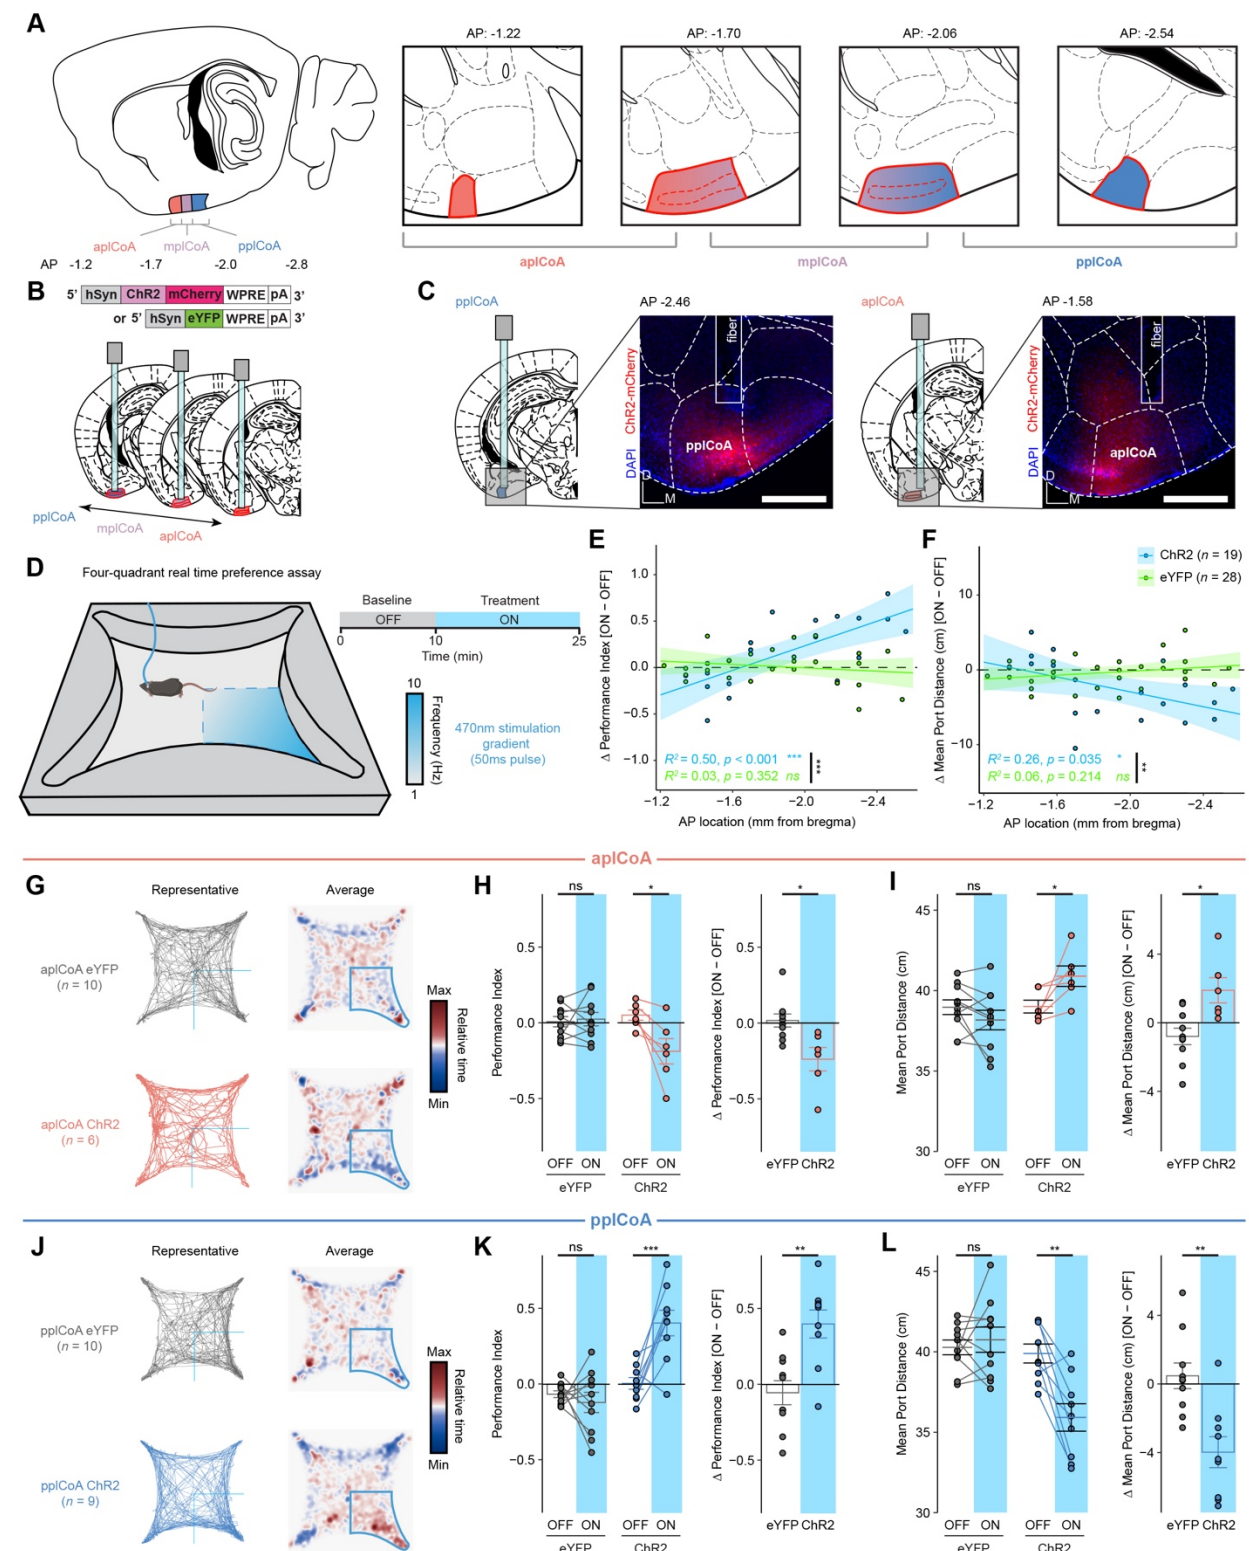 A
AP: -1.22
AP: -1.70
AP: -2.06
AP: -2.54
aplCoA
mplCoA
pplCoA
AP -1.2 -1.7 -2.0 -2.8
aplCoA
mplCoA
pplCoA
B
5' hSyn ChR2 mCherry WPRE pA 3'
or 5' hSyn eYFP WPRE pA 3'
pplCoA
mplCoA
aplCoA
C
pplCoA
AP -2.46
ChR2-mCherry
DAPI
fiber
pplCoA
D
M
aplCoA
AP -1.58
ChR2-mCherry
DAPI
fiber
aplCoA
D
M
D
Four-quadrant real time preference assay
Baseline
Treatment
OFF
ON
0
10
25
Time (min)
10
Frequency (Hz)
1
470nm stimulation
gradient
(50ms pulse)
E
Δ Performance Index [ON − OFF]
1.0
0.5
0.0
−0.5
−1.0
R² = 0.50, p < 0.001 ***
R² = 0.03, p = 0.352 ns
***
−1.2
−1.6
−2.0
−2.4
AP location (mm from bregma)
F
Δ Mean Port Distance (cm) [ON − OFF]
ChR2 (n = 19)
eYFP (n = 28)
10
0
−10
R² = 0.26, p = 0.035 *
R² = 0.06, p = 0.214 ns
**
−1.2
−1.6
−2.0
−2.4
AP location (mm from bregma)
aplCoA
G
Representative
Average
aplCoA eYFP
(n = 10)
aplCoA ChR2
(n = 6)
Max
Relative time
Min
H
Performance Index
ns
*
0.5
0.0
−0.5
OFF ON
OFF ON
eYFP
ChR2
Δ Performance Index [ON − OFF]
*
0.5
0.0
−0.5
eYFP ChR2
I
Mean Port Distance (cm)
ns
*
45
40
35
30
OFF ON
OFF ON
eYFP
ChR2
Δ Mean Port Distance (cm) [ON − OFF]
*
4
0
−4
eYFP ChR2
pplCoA
J
Representative
Average
pplCoA eYFP
(n = 10)
pplCoA ChR2
(n = 9)
Max
Relative time
Min
K
Performance Index
ns
***
0.5
0.0
−0.5
OFF ON
OFF ON
eYFP
ChR2
Δ Performance Index [ON − OFF]
**
0.5
0.0
−0.5
eYFP ChR2
L
Mean Port Distance (cm)
ns
**
45
40
35
30
OFF ON
OFF ON
eYFP
ChR2
Δ Mean Port Distance (cm) [ON − OFF]
**
4
0
−4
eYFP ChR2